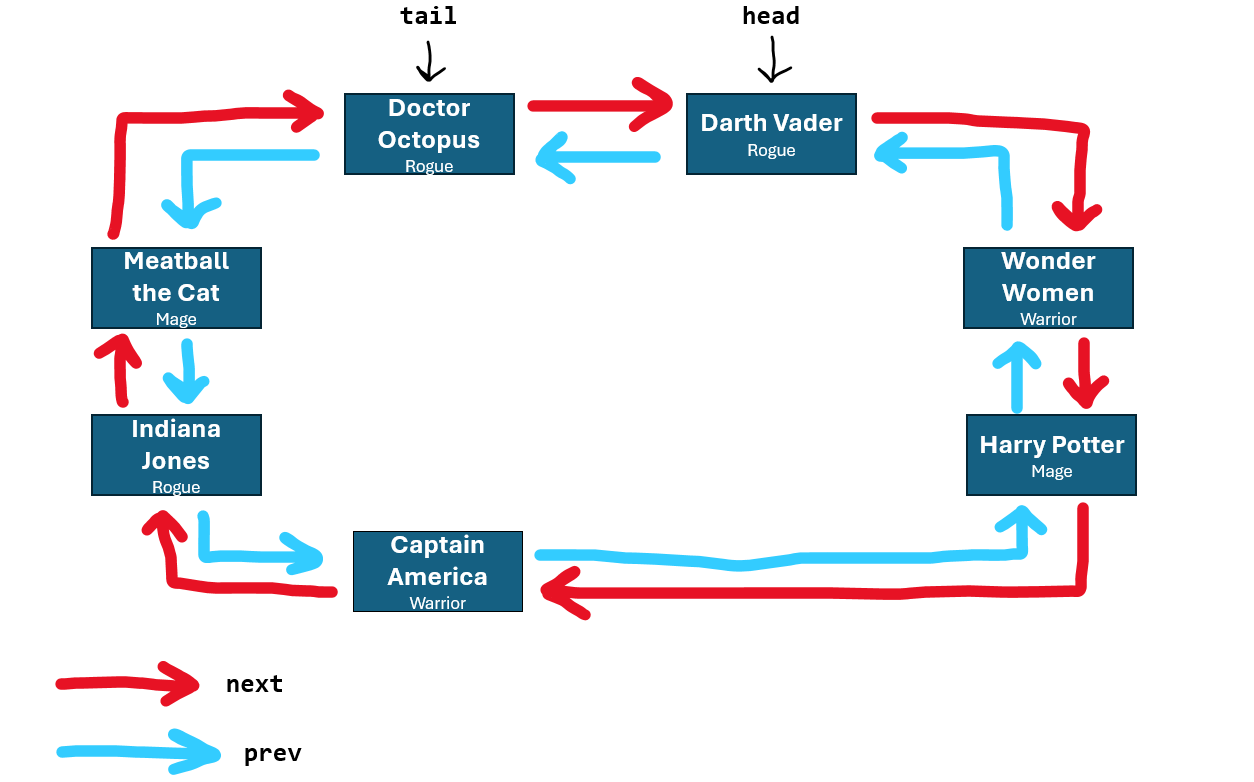 tail
head
Doctor
Octopus
Rogue
Darth Vader
Rogue
Meatball
the Cat
Mage
Wonder
Women
Warrior
Indiana
Jones
Rogue
Harry Potter
Mage
Captain
America
Warrior
next
prev